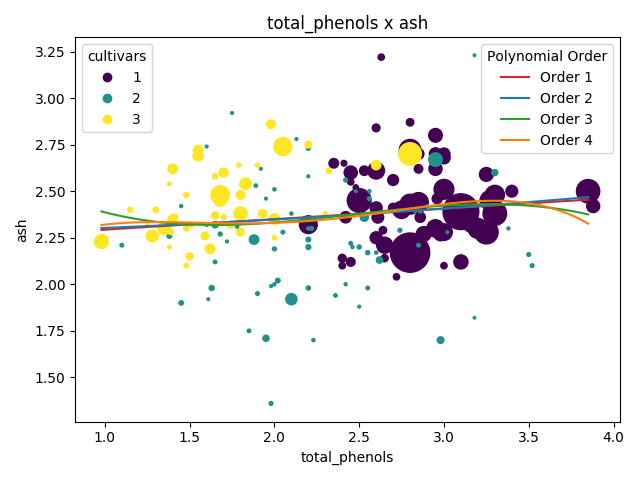 total_phenols x ash
cultivars
1
2
3
Polynomial Order
Order 1
Order 2
Order 3
Order 4
ash
3.25
3.00
2.75
2.50
2.25
2.00
1.75
1.50
1.0 1.5 2.0 2.5 3.0 3.5 4.0
total_phenols